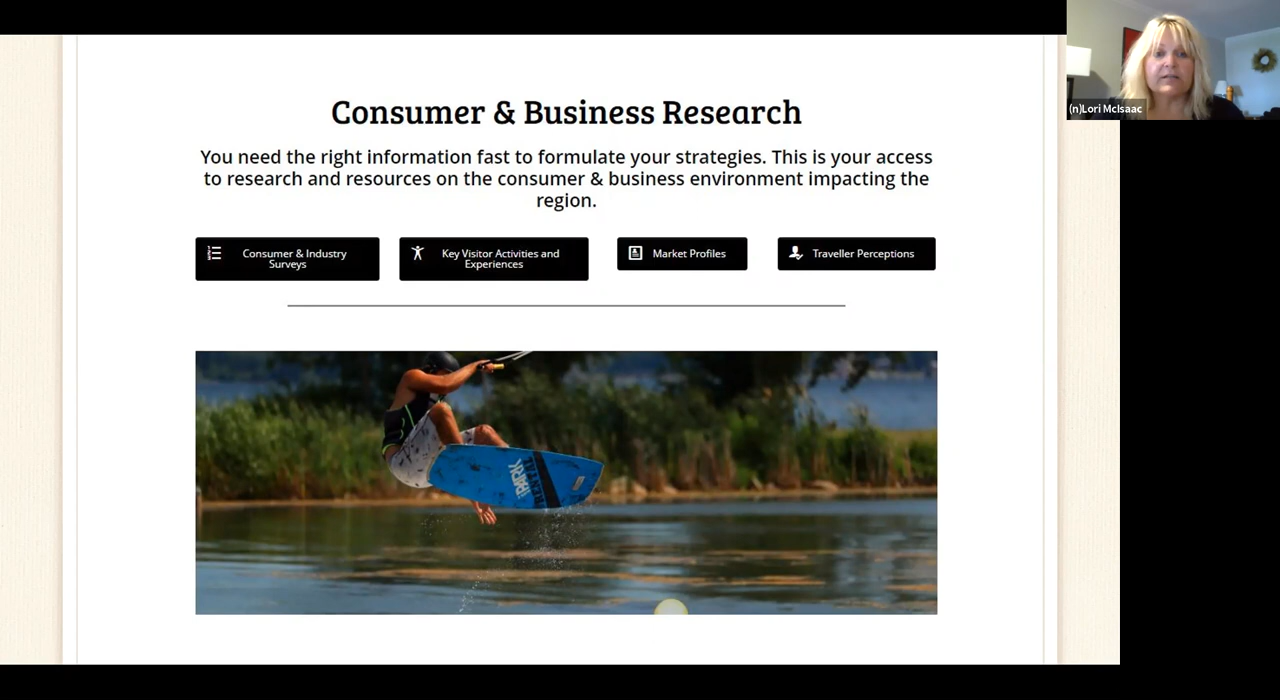 Consumer & Business Research
You need the right information fast to formulate your strategies. This is your access
to research and resources on the consumer & business environment impacting the
region.
Consumer & Industry
Surveys
Key Visitor Activities and
Experiences
Market Profiles
Traveller Perceptions
(n)Lori McIsaac
PARK
RENTAL